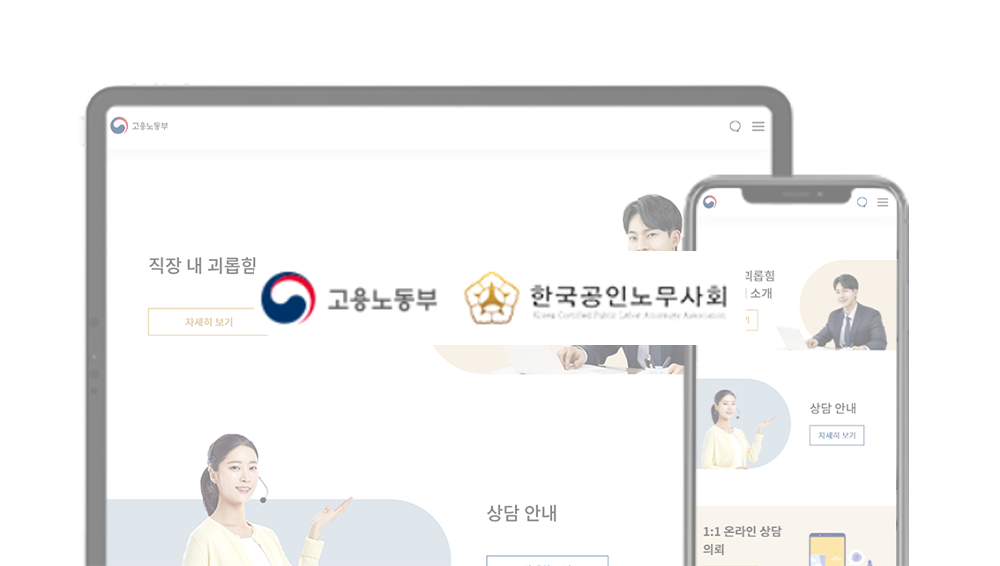 고용노동부
직장 내 괴롭힘
자세히 보기
고용노동부
한국공인노무사회
Korea Certified Public Labor Attorneys Association
괴롭힘
소개
상담 안내
자세히 보기
상담 안내
1:1 온라인 상담
의뢰